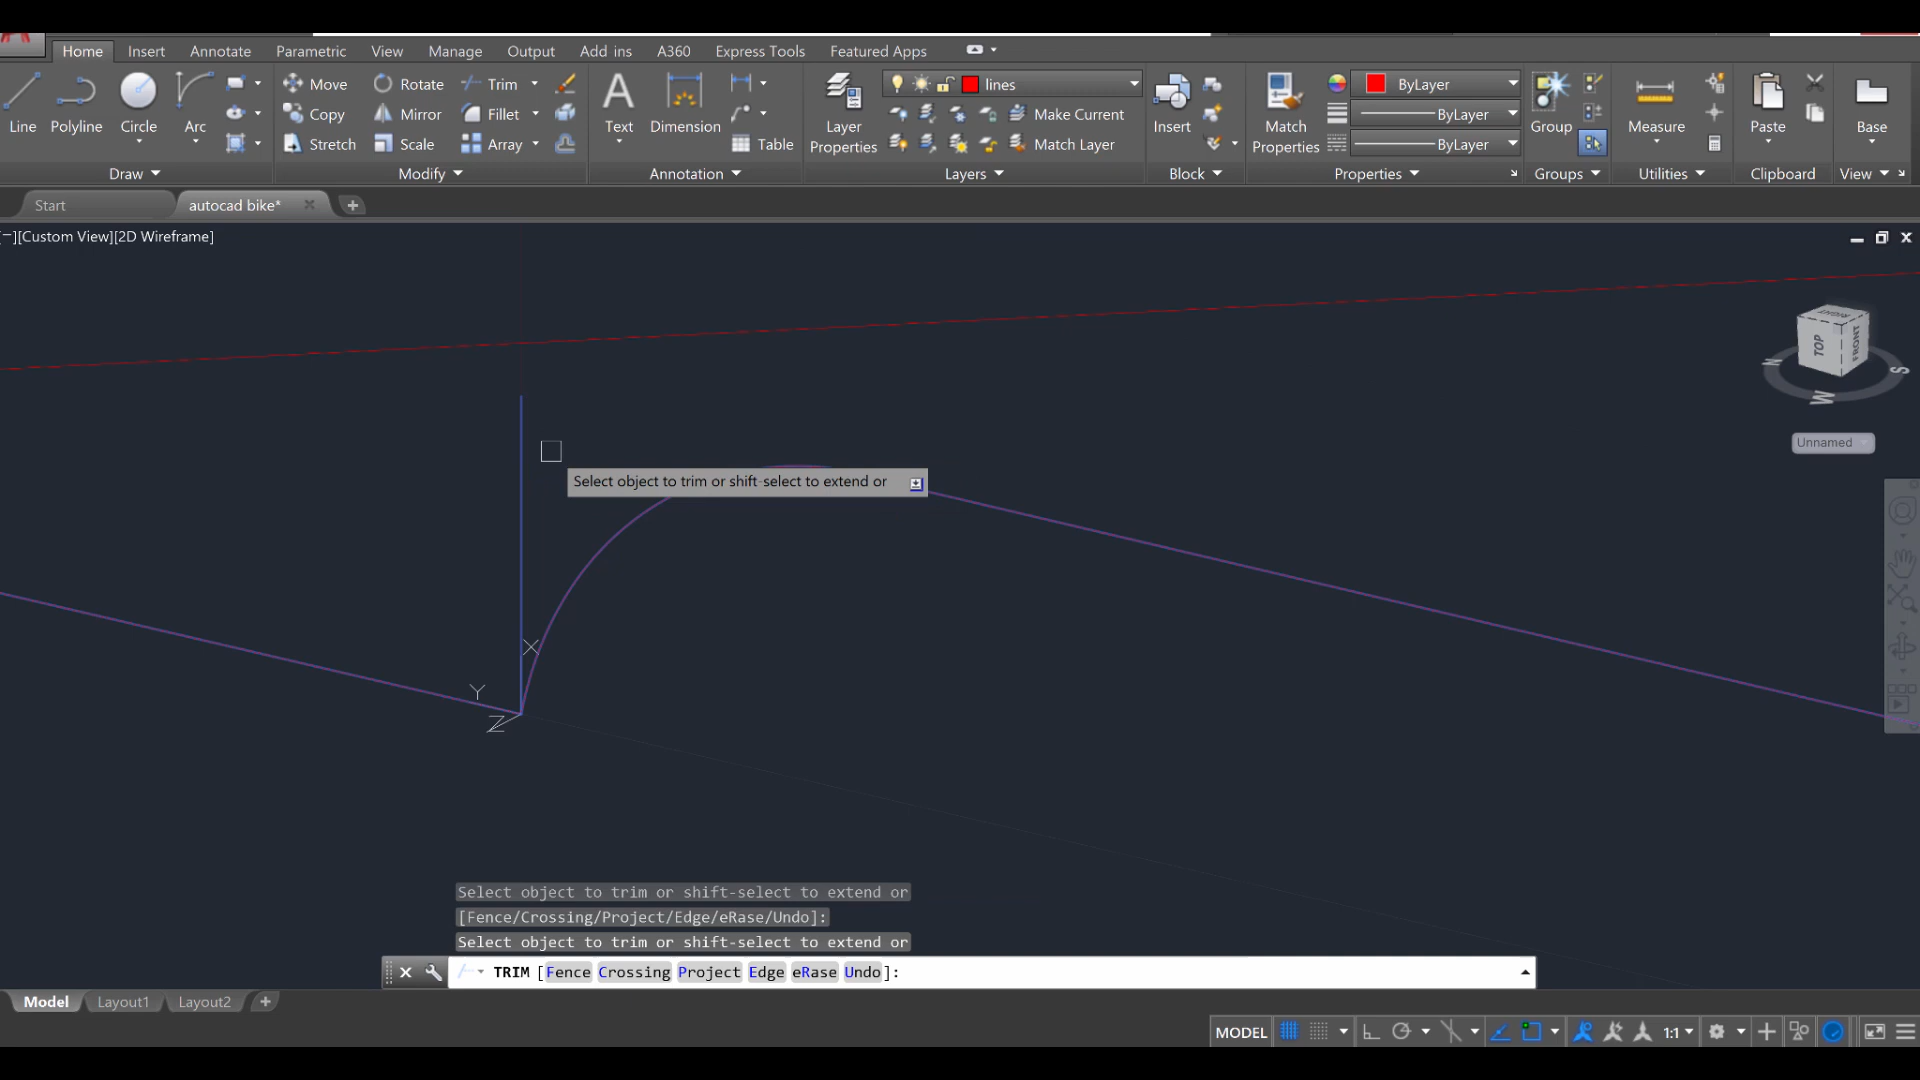 Home Insert Annotate Parametric View Manage Output Add ins A360 Express Tools Featured Apps
Line Polyline Circle Arc
Move Rotate Trim
Copy Mirror Fillet
Stretch Scale Array
Text Dimension
Table
Layer Properties
lines
Make Current
Match Layer
Insert
Match Properties
ByLayer
ByLayer
ByLayer
Group
Measure
Paste
Base
Draw Modify Annotation Layers Block Properties Groups Utilities Clipboard View
Start autocad bike*
[−][Custom View][2D Wireframe]
RIGHT
TOP
FRONT
N
S
W
Unnamed
Select object to trim or shift-select to extend or
X
Y
Z
Select object to trim or shift-select to extend or
[Fence/Crossing/Project/Edge/eRase/Undo]:
Select object to trim or shift-select to extend or
TRIM [Fence Crossing Project Edge eRase Undo]:
Model Layout1 Layout2
MODEL 1:1